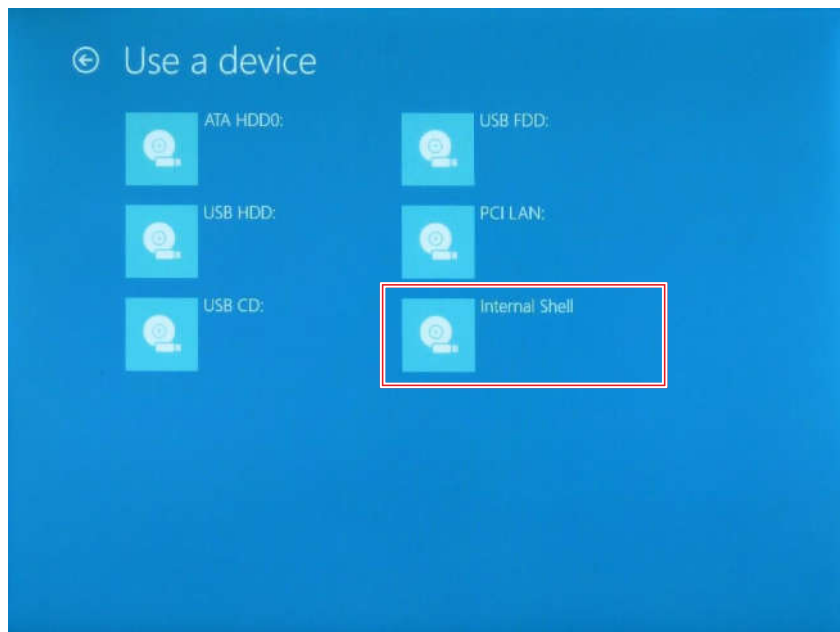 Use a device
ATA HDD0:
USB FDD:
USB HDD:
PCI LAN:
USB CD:
Internal Shell